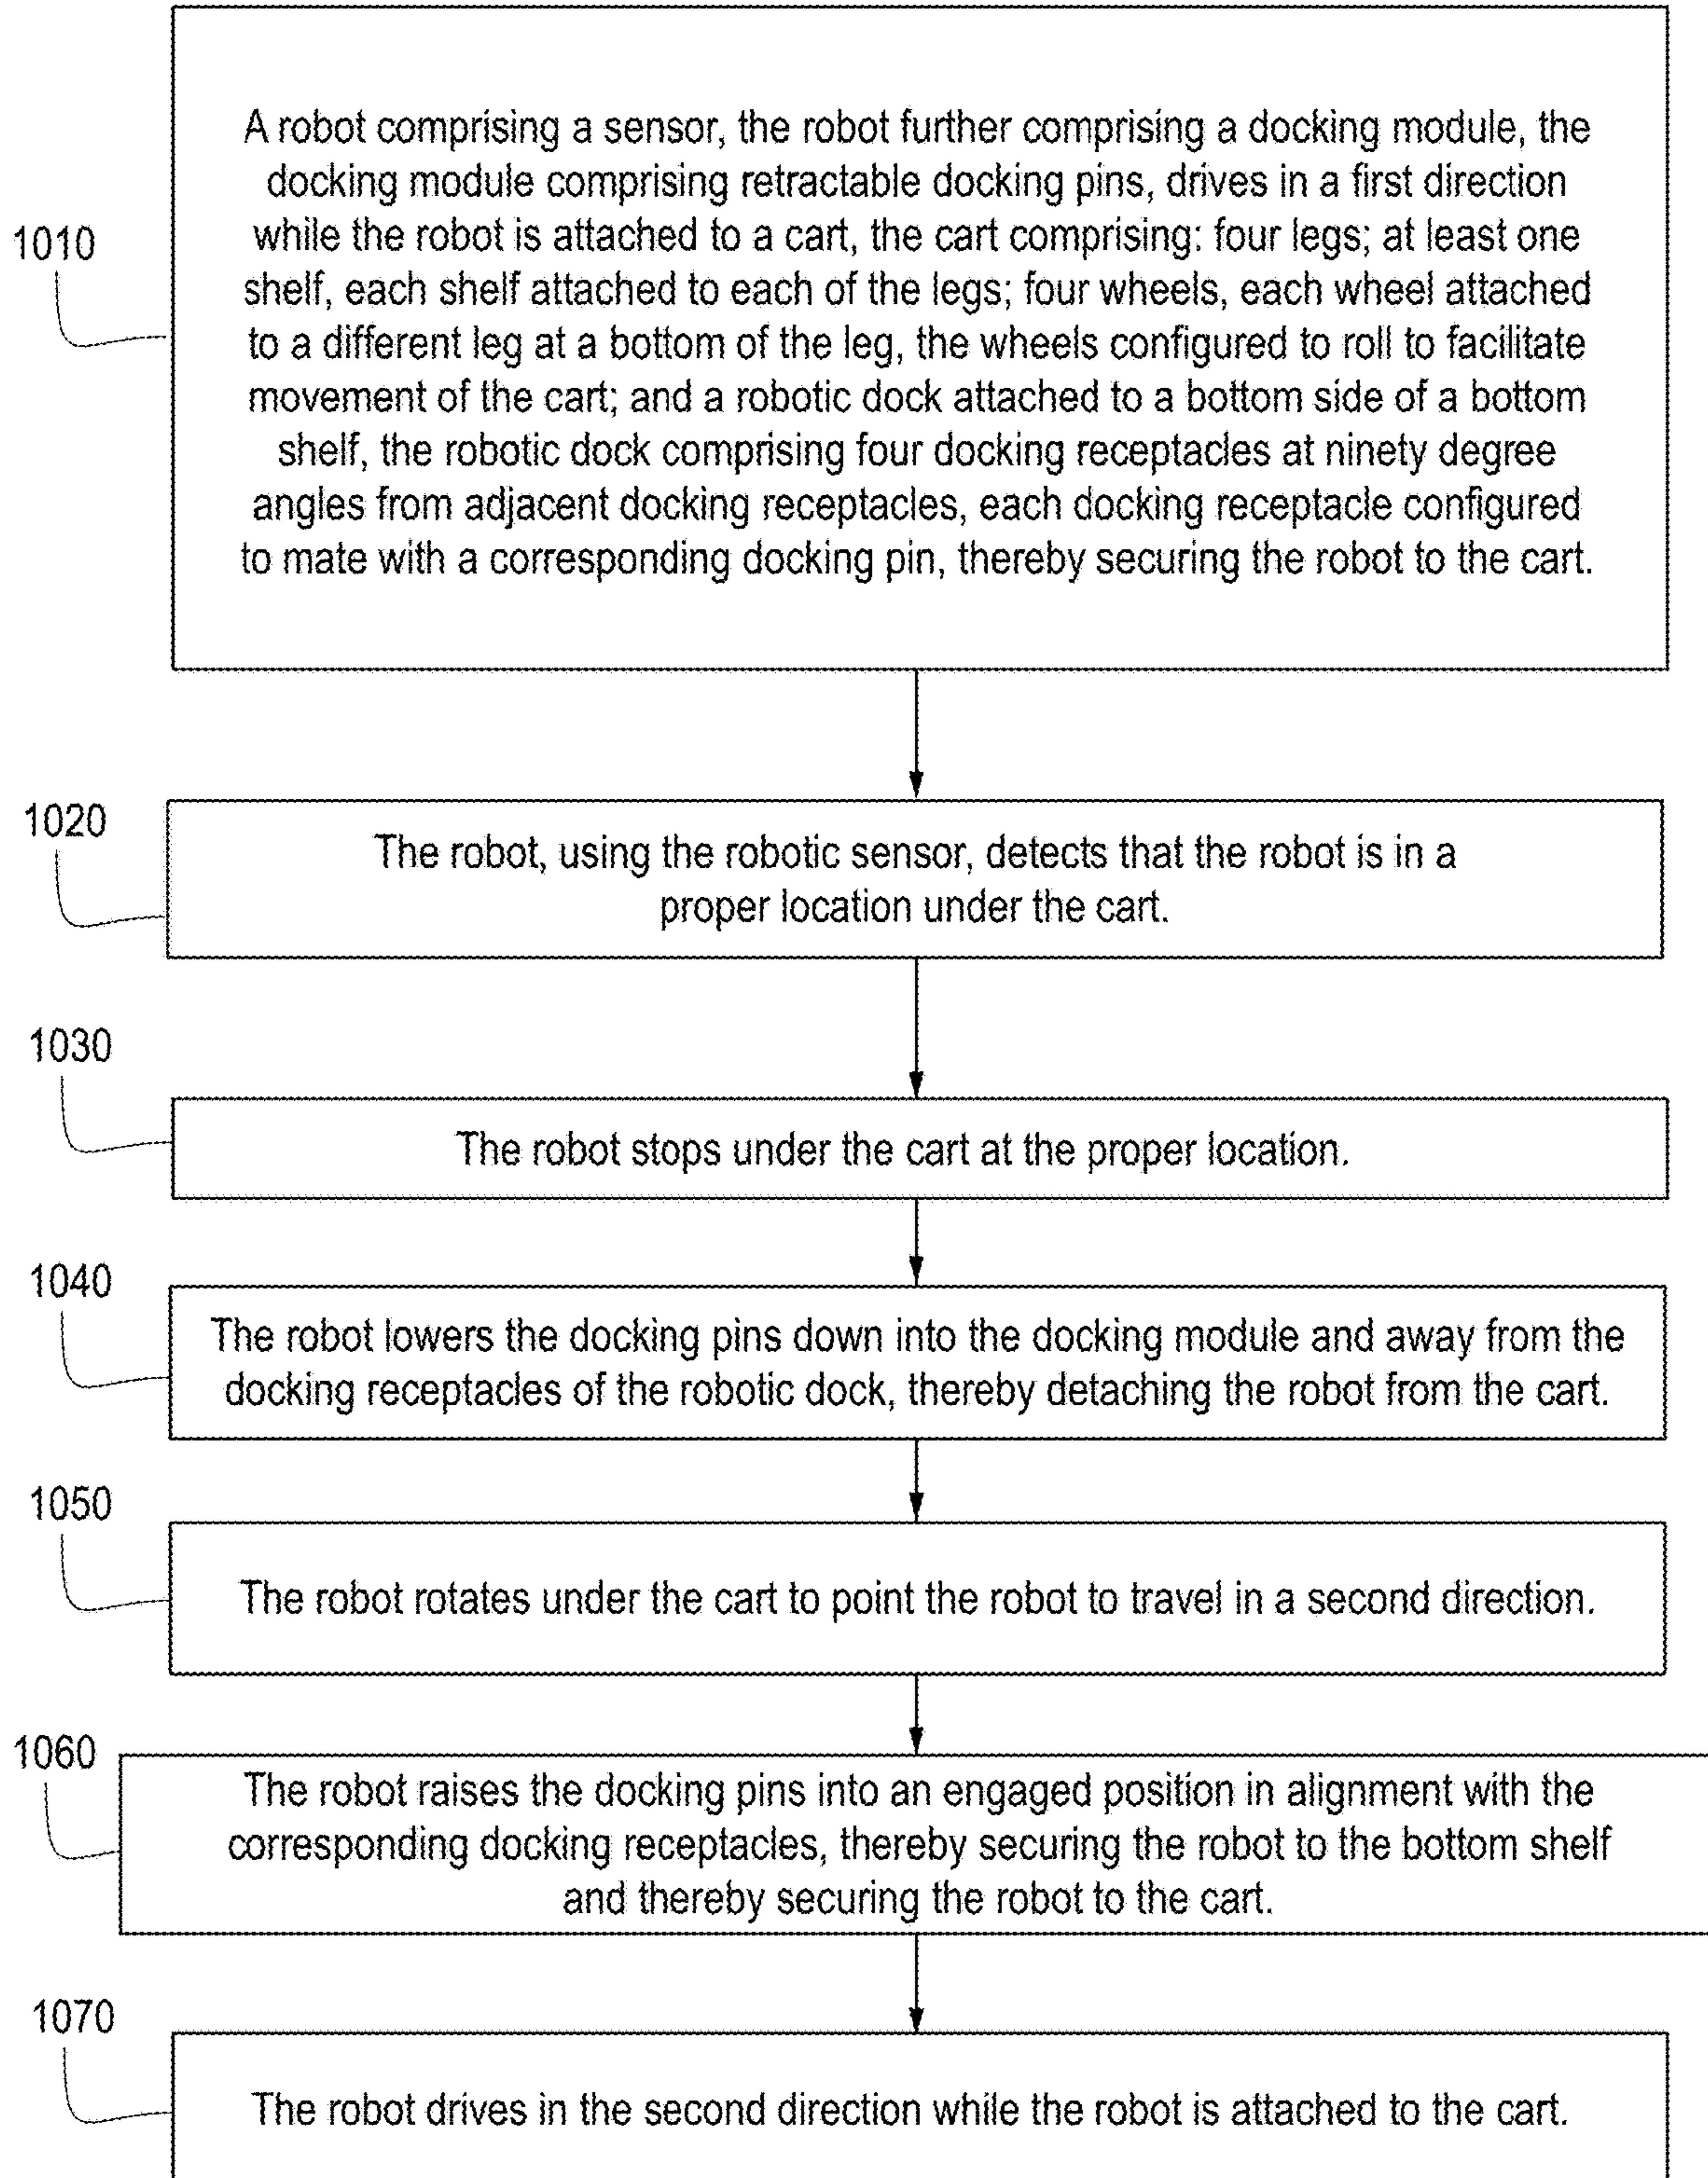 A robot comprising a sensor, the robot further comprising a docking module, the
docking module comprising retractable docking pins, drives in a first direction
1010
while the robot is attached to a cart, the cart comprising: four legs; at least one
shelf, each shelf attached to each of the legs; four wheels, each wheel attached
to a different leg at a bottom of the leg, the wheels configured to roll to facilitate
movement of the cart; and a robotic dock attached to a bottom side of a bottom
shelf, the robotic dock comprising four docking receptacles at ninety degree
angles from adjacent docking receptacles, each docking receptacle configured
to mate with a corresponding docking pin, thereby securing the robot to the cart.
1020
The robot, using the robotic sensor, detects that the robot is in a
proper location under the cart.
1030
The robot stops under the cart at the proper location.
1040
The robot lowers the docking pins down into the docking module and away from the
docking receptacles of the robotic dock, thereby detaching the robot from the cart.
1050
The robot rotates under the cart to point the robot to travel in a second direction.
1060
The robot raises the docking pins into an engaged position in alignment with the
corresponding docking receptacles, thereby securing the robot to the bottom shelf
and thereby securing the robot to the cart.
1070
The robot drives in the second direction while the robot is attached to the cart.